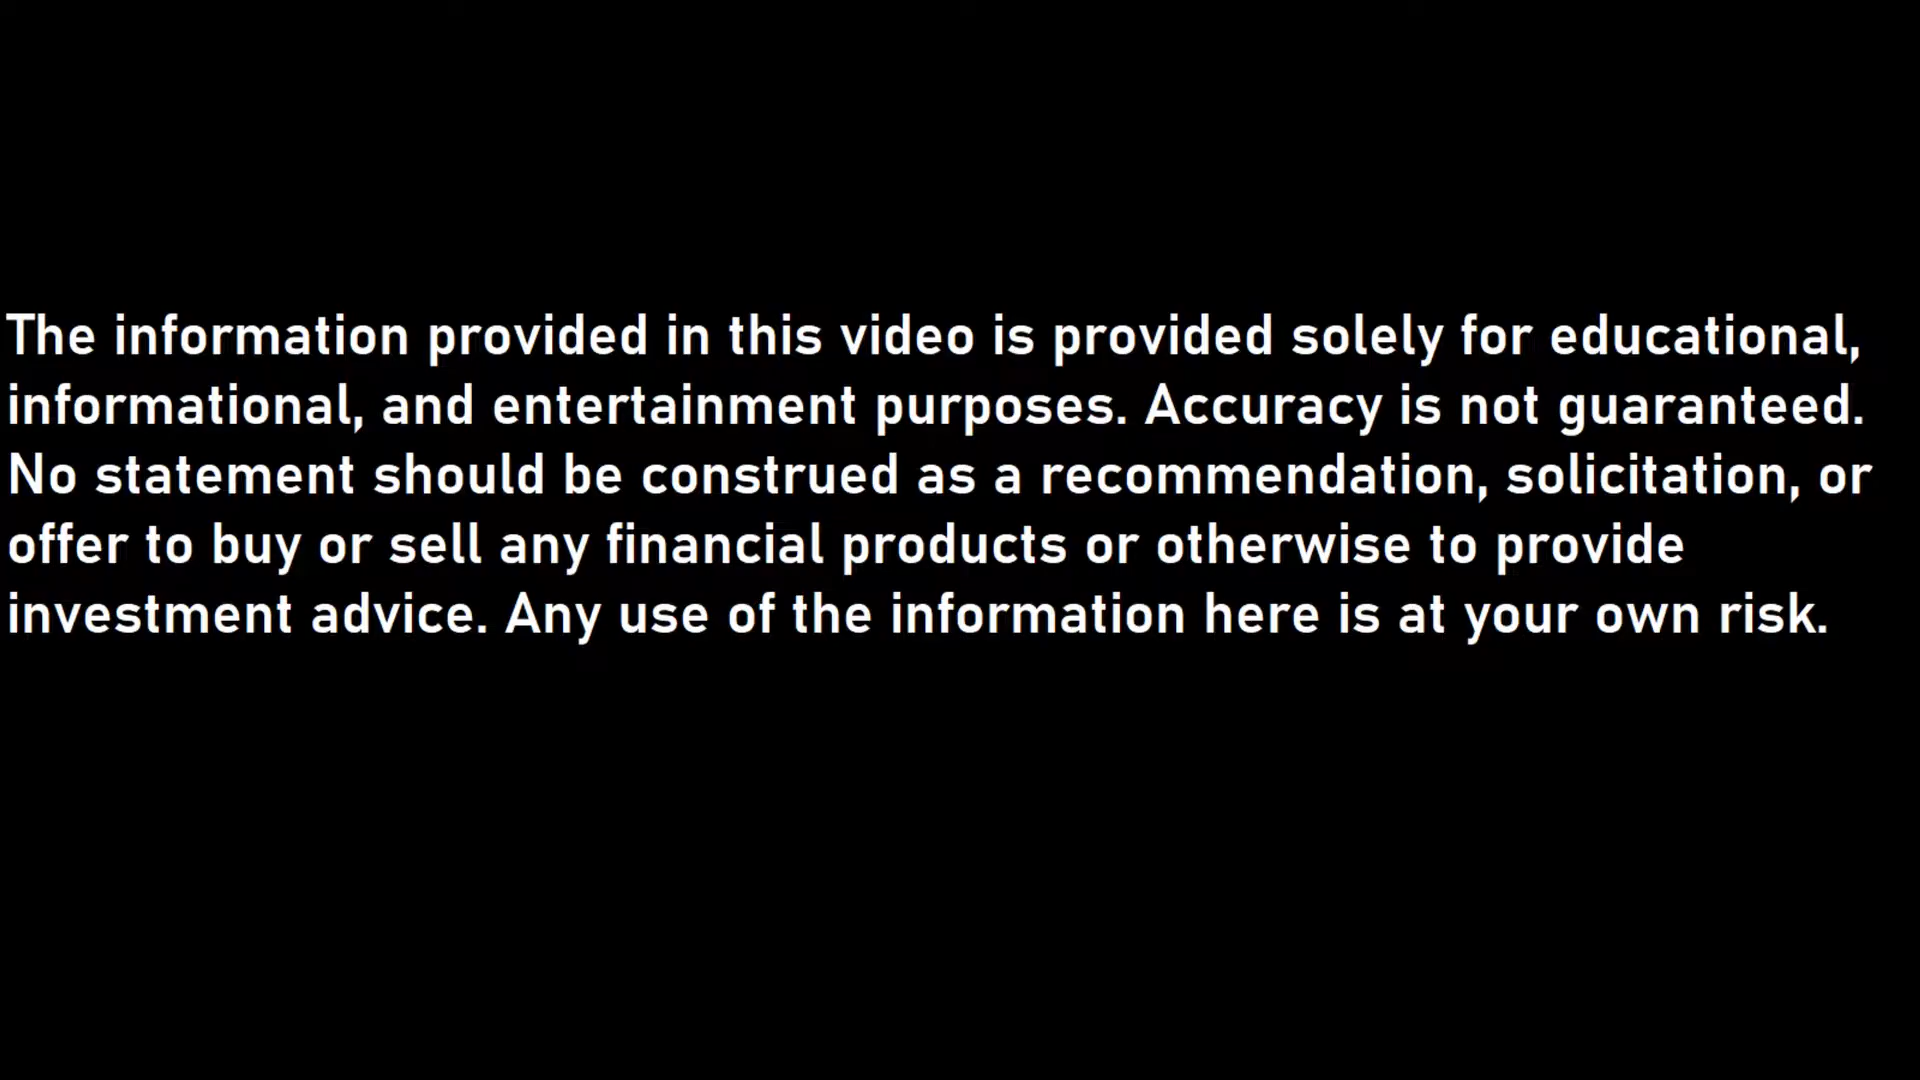 The information provided in this video is provided solely for educational,
informational, and entertainment purposes. Accuracy is not guaranteed.
No statement should be construed as a recommendation, solicitation, or
offer to buy or sell any financial products or otherwise to provide
investment advice. Any use of the information here is at your own risk.